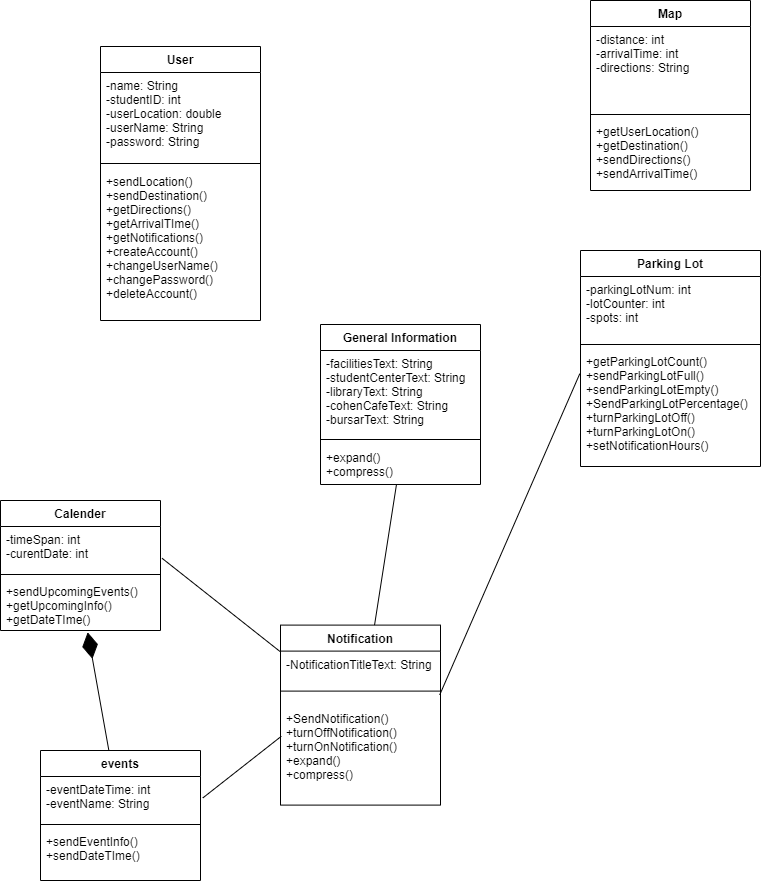 Map
-distance: int
-arrivalTime: int
-directions: String
+getUserLocation()
+getDestination()
+sendDirections()
+sendArrivalTime()
User
-name: String
-studentID: int
-userLocation: double
-userName: String
-password: String
+sendLocation()
+sendDestination()
+getDirections()
+getArrivalTIme()
+getNotifications()
+createAccount()
+changeUserName()
+changePassword()
+deleteAccount()
Parking Lot
-parkingLotNum: int
-lotCounter: int
-spots: int
+getParkingLotCount()
+sendParkingLotFull()
+sendParkingLotEmpty()
+SendParkingLotPercentage()
+turnParkingLotOff()
+turnParkingLotOn()
+setNotificationHours()
General Information
-facilitiesText: String
-studentCenterText: String
-libraryText: String
-cohenCafeText: String
-bursarText: String
+expand()
+compress()
Calender
-timeSpan: int
-curentDate: int
+sendUpcomingEvents()
+getUpcomingInfo()
+getDateTIme()
Notification
-NotificationTitleText: String
+SendNotification()
+turnOffNotification()
+turnOnNotification()
+expand()
+compress()
events
-eventDateTime: int
-eventName: String
+sendEventInfo()
+sendDateTIme()